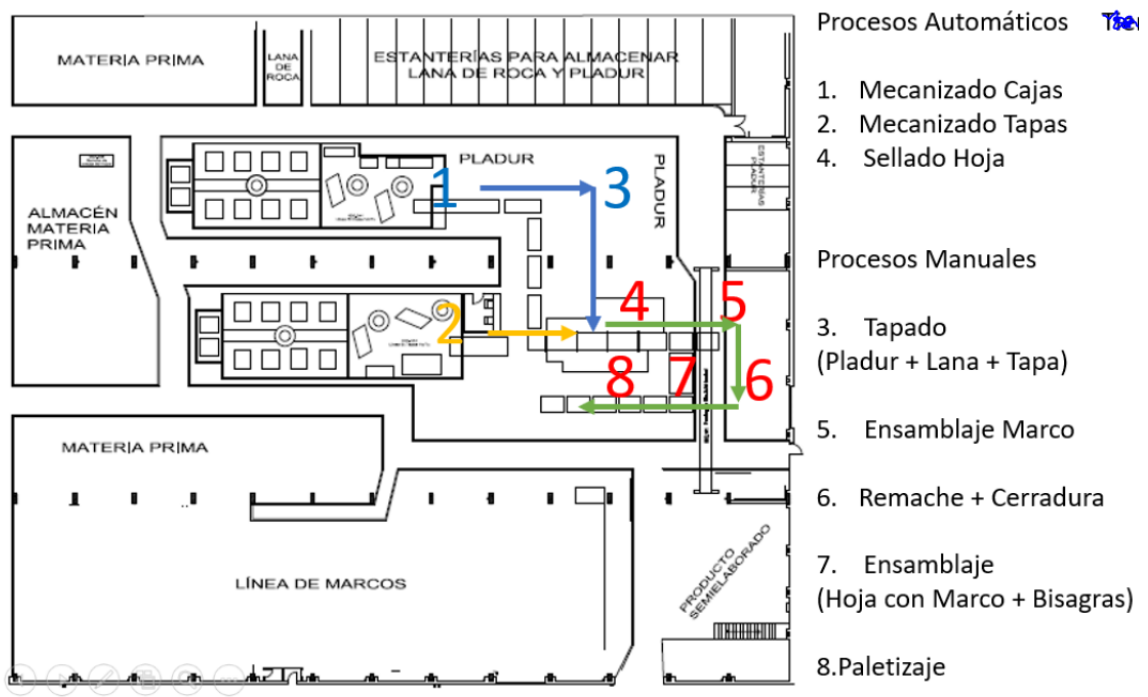 MATERIA PRIMA
LANA
DE
ROCA
ESTANTERÍAS PARA ALMACENAR
LANA DE ROCA Y PLADUR
PLADUR
PLADUR
ESTANTERIAS
PLADUR
ALMACÉN
MATERIA
PRIMA
1
3
2
4
5
8
7
6
MATERIA PRIMA
LÍNEA DE MARCOS
PRODUCTO
SEMIELABORADO
Procesos Automáticos
1. Mecanizado Cajas
2. Mecanizado Tapas
4. Sellado Hoja
Procesos Manuales
3. Tapado
(Pladur + Lana + Tapa)
5. Ensamblaje Marco
6. Remache + Cerradura
7. Ensamblaje
(Hoja con Marco + Bisagras)
8.Paletizaje